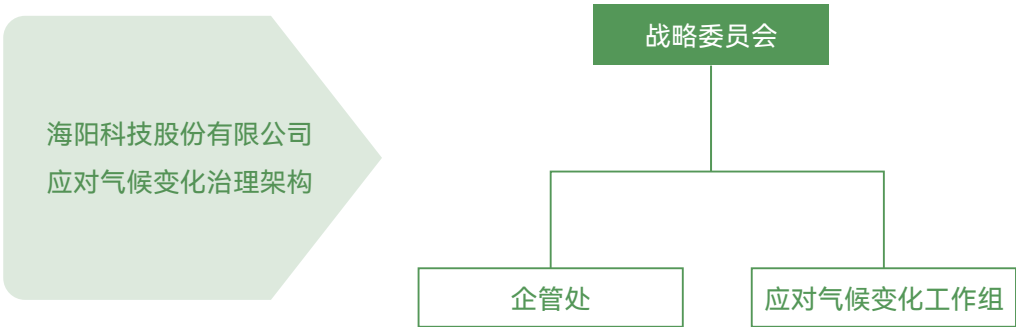 海阳科技股份有限公司
应对气候变化治理架构
战略委员会
企管处
应对气候变化工作组